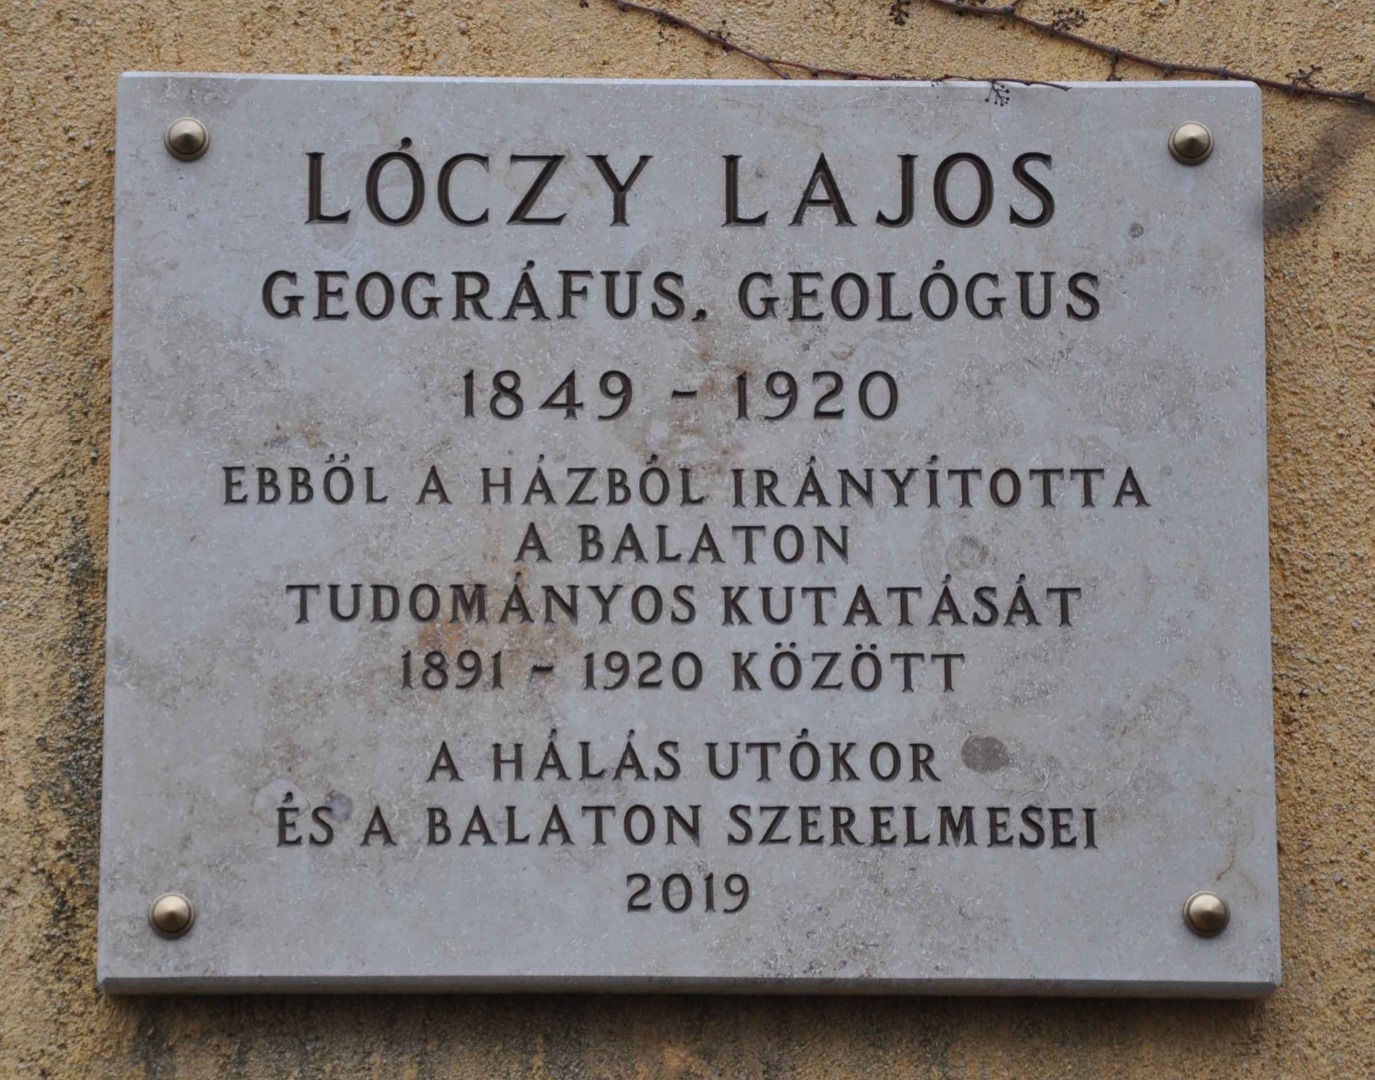 LÓCZY LAJOS
GEOGRÁFUS, GEOLÓGUS
1849 - 1920
EBBÖL A HÁZBÓL IRÁNYÍTOTTA
A BALATON
TUDOMÁNYOS KUTATÁSÁT
1891 - 1920 KÖZÖTT
A HÁLÁS UTÓKOR
ÉS A BALATON SZERELMESEI
2019